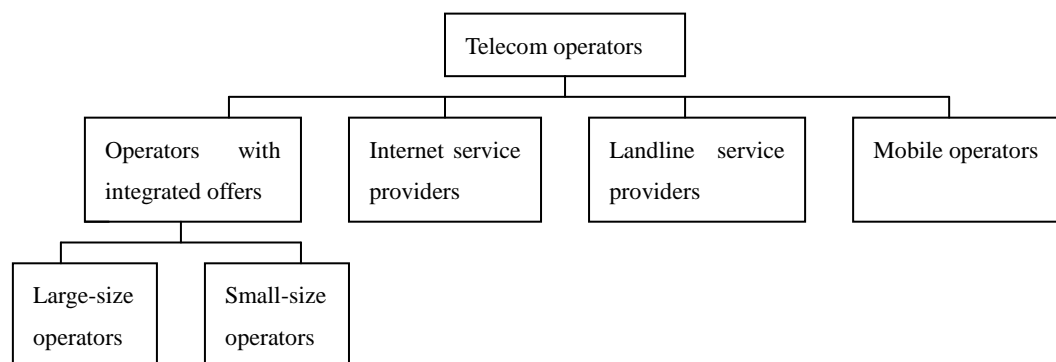 Telecom operators
Operators with
integrated offers
Internet service
providers
Landline service
providers
Mobile operators
Large-size
operators
Small-size
operators